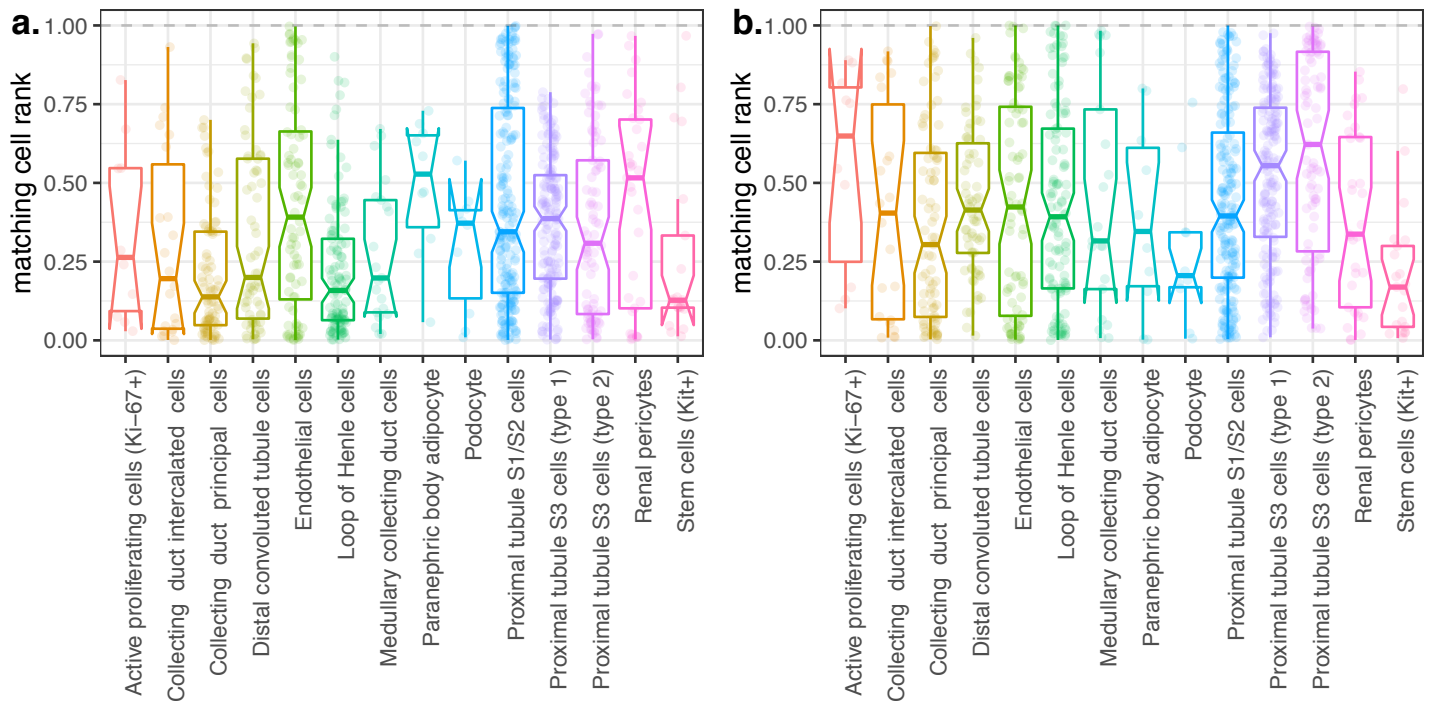 a.
matching cell rank
1.00
0.75
0.50
0.25
0.00
Active proliferating cells (Ki−67+)
Collecting duct intercalated cells
Collecting duct principal cells
Distal convoluted tubule cells
Endothelial cells
Loop of Henle cells
Medullary collecting duct cells
Paranephric body adipocyte
Podocyte
Proximal tubule S1/S2 cells
Proximal tubule S3 cells (type 1)
Proximal tubule S3 cells (type 2)
Renal pericytes
Stem cells (Kit+)
b.
matching cell rank
1.00
0.75
0.50
0.25
0.00
Active proliferating cells (Ki−67+)
Collecting duct intercalated cells
Collecting duct principal cells
Distal convoluted tubule cells
Endothelial cells
Loop of Henle cells
Medullary collecting duct cells
Paranephric body adipocyte
Podocyte
Proximal tubule S1/S2 cells
Proximal tubule S3 cells (type 1)
Proximal tubule S3 cells (type 2)
Renal pericytes
Stem cells (Kit+)